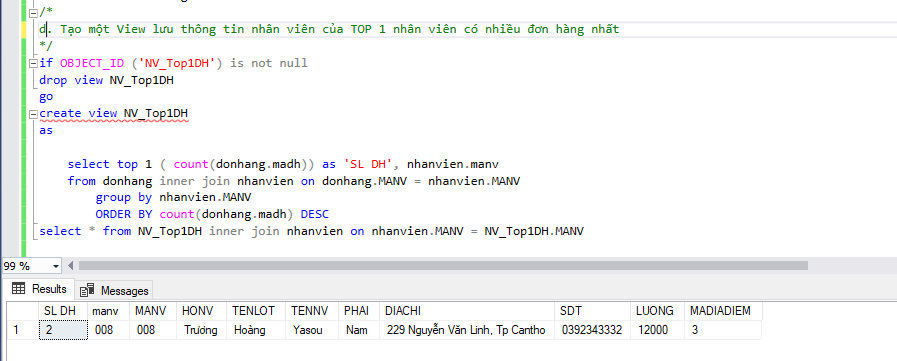 /*
d. Tạo một View lưu thông tin nhân viên của TOP 1 nhân viên có nhiều đơn hàng nhất
*/
if OBJECT_ID ('NV_Top1DH') is not null
drop view NV_Top1DH
go
create view NV_Top1DH
as
select top 1 ( count(donhang.madh)) as 'SL DH', nhanvien.manv
from donhang inner join nhanvien on donhang.MANV = nhanvien.MANV
group by nhanvien.MANV
ORDER BY count(donhang.madh) DESC
select * from NV_Top1DH inner join nhanvien on nhanvien.MANV = NV_Top1DH.MANV
99 %
Results Messages
SL DH manv MANV HONV TENLOT TENNV PHAI DIACHI SDT LUONG MADIADIEM
1 2 008 008 Trương Hoàng Yasou Nam 229 Nguyễn Văn Linh, Tp Cantho 0392343332 12000 3